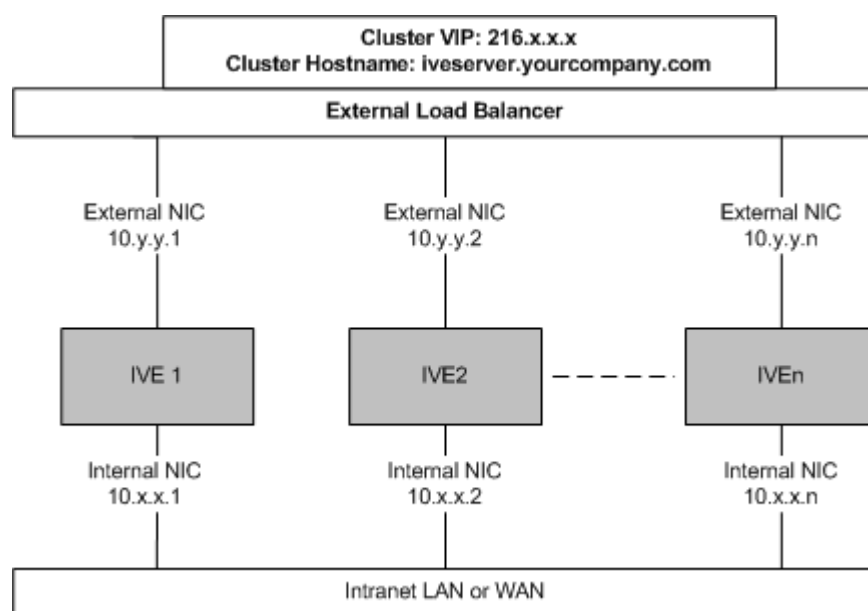 Cluster VIP: 216.x.x.x
Cluster Hostname: iveserver.yourcompany.com
External Load Balancer
External NIC
10.y.y.1
External NIC
10.y.y.2
External NIC
10.y.y.n
IVE 1
IVE2
IVEn
Internal NIC
10.x.x.1
Internal NIC
10.x.x.2
Internal NIC
10.x.x.n
Intranet LAN or WAN